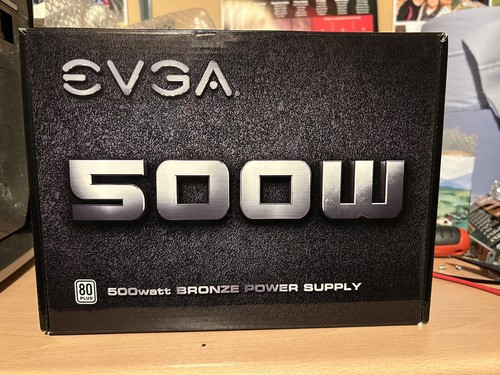 EVGA
500W
80 PLUS
500watt BRONZE POWER SUPPLY